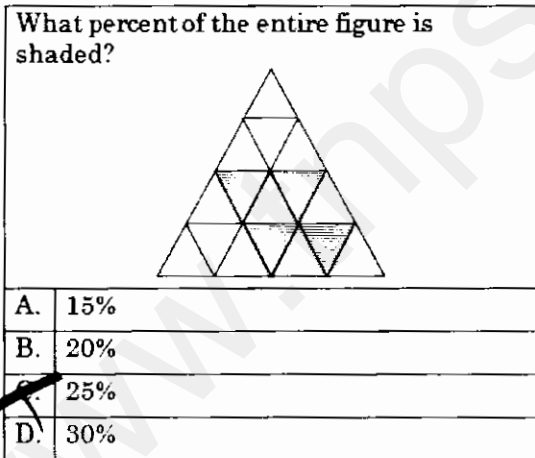 What percent of the entire figure is
shaded?
A. 15%
B. 20%
C. 25%
D. 30%